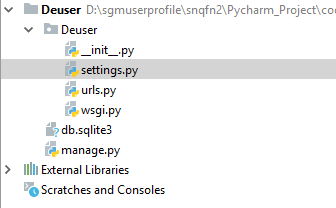 Deuser D:\sgmuserprofile\snqfn2\Pycharm_Project\co
Deuser
__init__.py
settings.py
urls.py
wsgi.py
db.sqlite3
manage.py
External Libraries
Scratches and Consoles